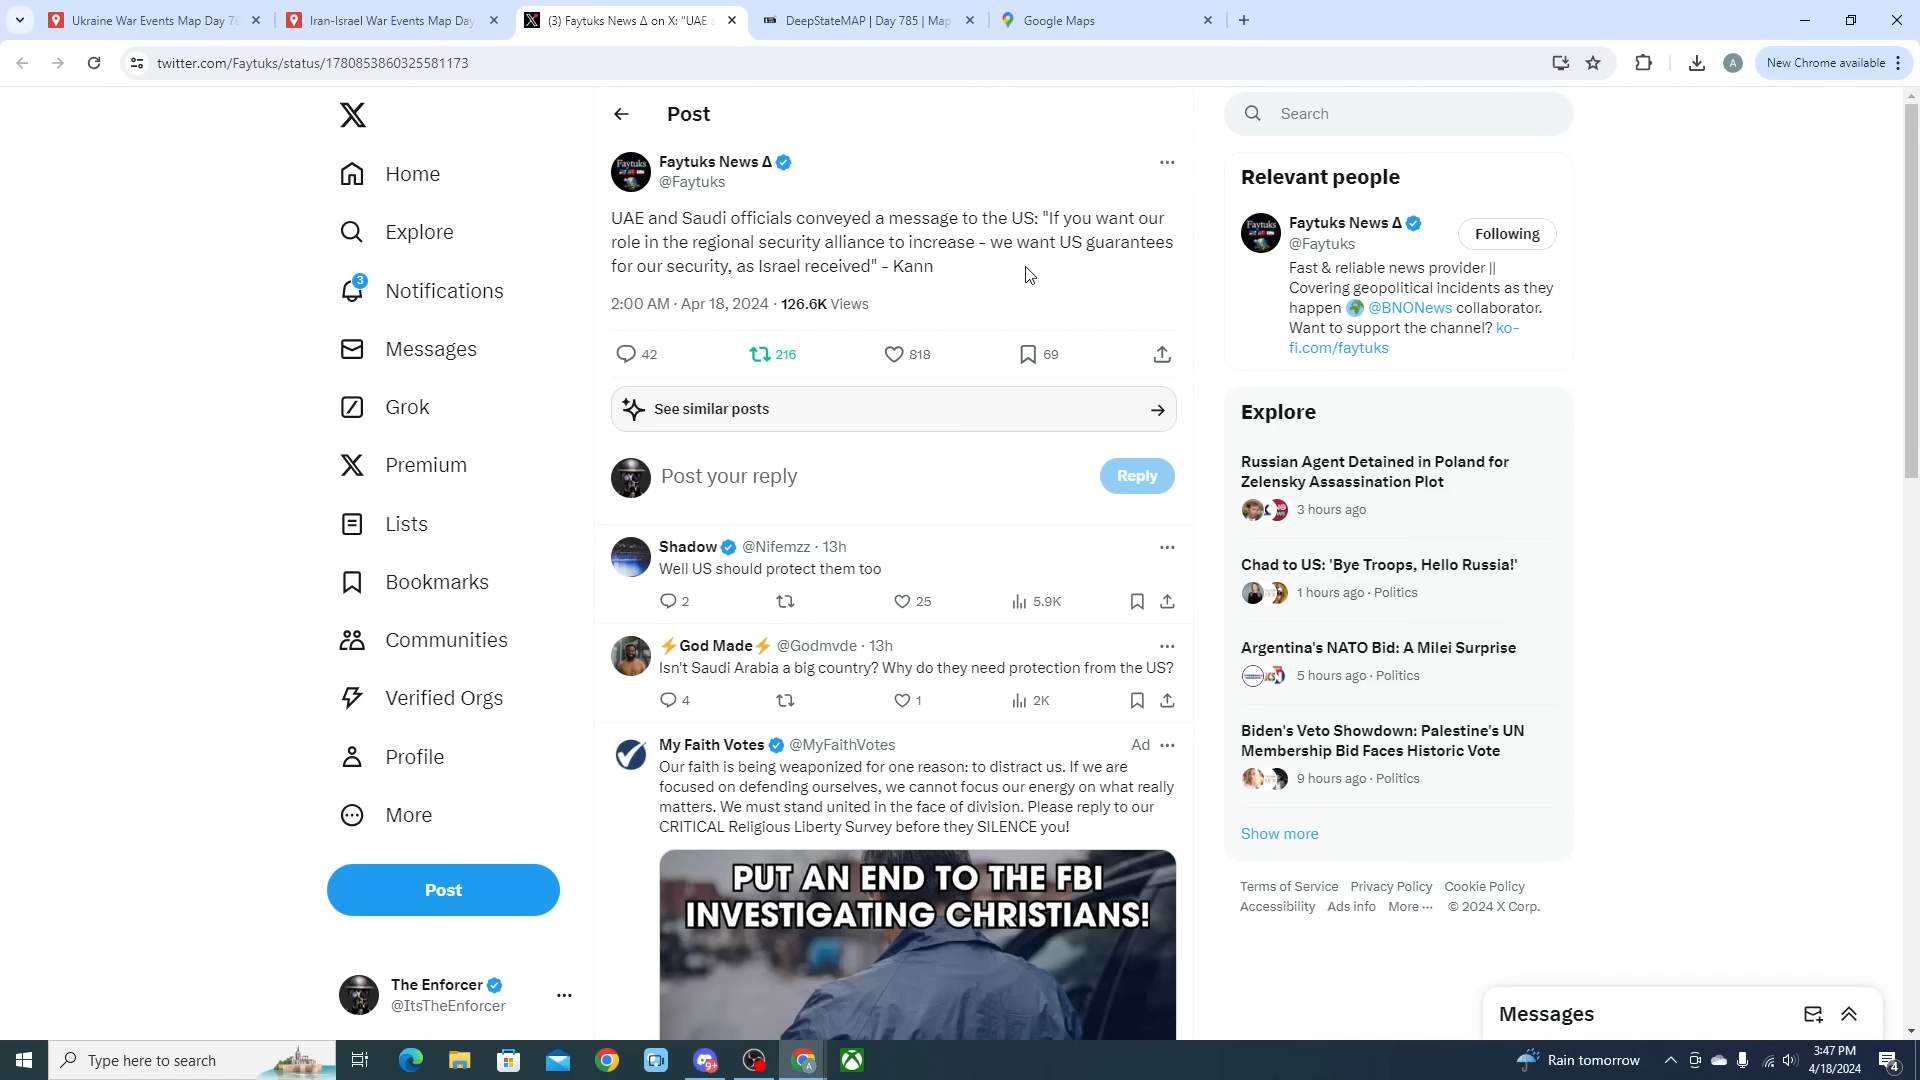 Ukraine War Events Map Day 78
Iran-Israel War Events Map Day
(3) Faytuks News Δ on X: "UAE a
DeepStateMAP | Day 785 | Map
Google Maps
twitter.com/Faytuks/status/1780853860325581173
New Chrome available
A
Home
Explore
3
Notifications
Messages
Grok
Premium
Lists
Bookmarks
Communities
Verified Orgs
Profile
More
Post
The Enforcer
@ItsTheEnforcer
Post
Faytuks News Δ
@Faytuks
UAE and Saudi officials conveyed a message to the US: "If you want our
role in the regional security alliance to increase - we want US guarantees
for our security, as Israel received" - Kann
2:00 AM · Apr 18, 2024 · 126.6K Views
42 216 818 69
See similar posts
Post your reply
Reply
Shadow @Nifemzz · 13h
Well US should protect them too
2 25 5.9K
⚡God Made⚡ @Godmvde · 13h
Isn't Saudi Arabia a big country? Why do they need protection from the US?
4 1 2K
My Faith Votes @MyFaithVotes Ad
Our faith is being weaponized for one reason: to distract us. If we are
focused on defending ourselves, we cannot focus our energy on what really
matters. We must stand united in the face of division. Please reply to our
CRITICAL Religious Liberty Survey before they SILENCE you!
PUT AN END TO THE FBI
INVESTIGATING CHRISTIANS!
Search
Relevant people
Faytuks News Δ
@Faytuks
Following
Fast & reliable news provider ||
Covering geopolitical incidents as they
happen 🌍 @BNONews collaborator.
Want to support the channel? ko-
fi.com/faytuks
Explore
Russian Agent Detained in Poland for
Zelensky Assassination Plot
3 hours ago
Chad to US: 'Bye Troops, Hello Russia!'
1 hours ago · Politics
Argentina's NATO Bid: A Milei Surprise
5 hours ago · Politics
Biden's Veto Showdown: Palestine's UN
Membership Bid Faces Historic Vote
9 hours ago · Politics
Show more
Terms of Service Privacy Policy Cookie Policy
Accessibility Ads info More ··· © 2024 X Corp.
Messages
Type here to search
Rain tomorrow
3:47 PM
4/18/2024
4